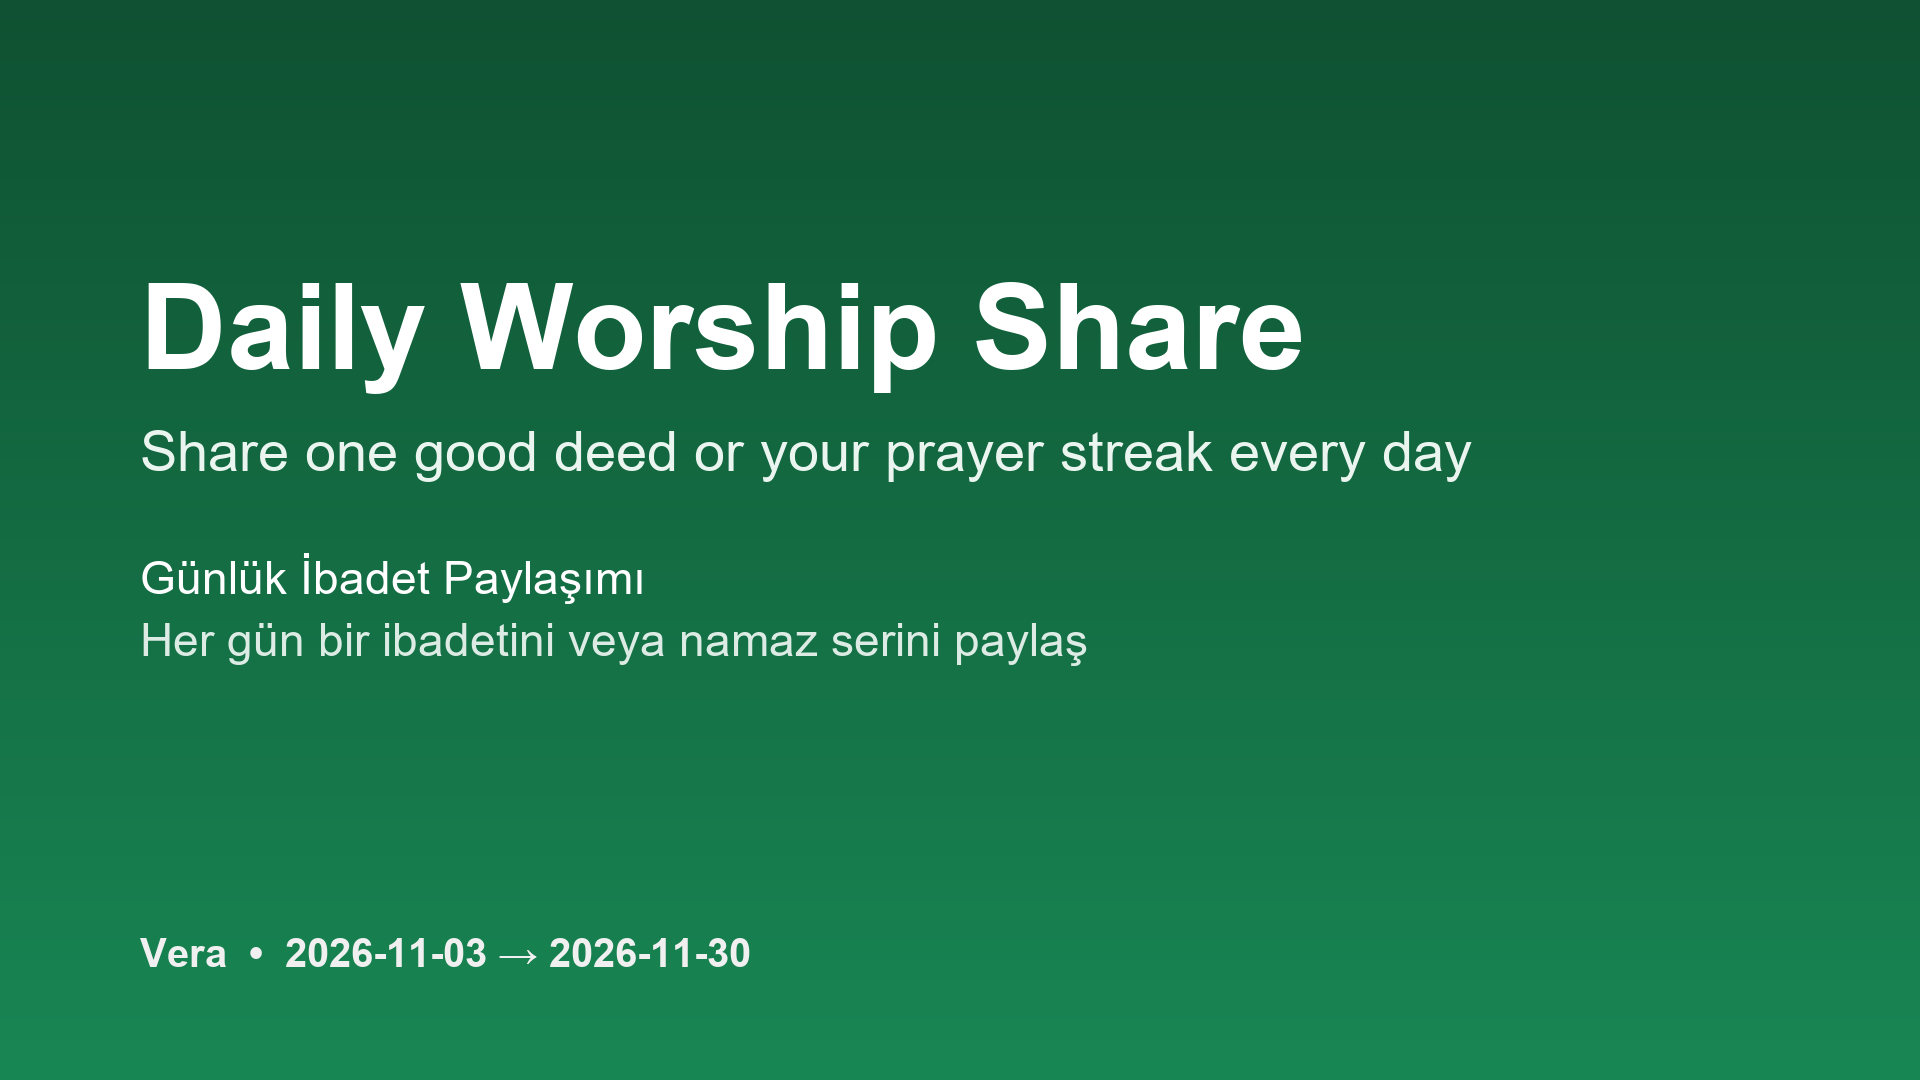 Daily Worship Share
Share one good deed or your prayer streak every day
Günlük İbadet Paylaşımı
Her gün bir ibadetini veya namaz serini paylaş
Vera • 2026-11-03 → 2026-11-30